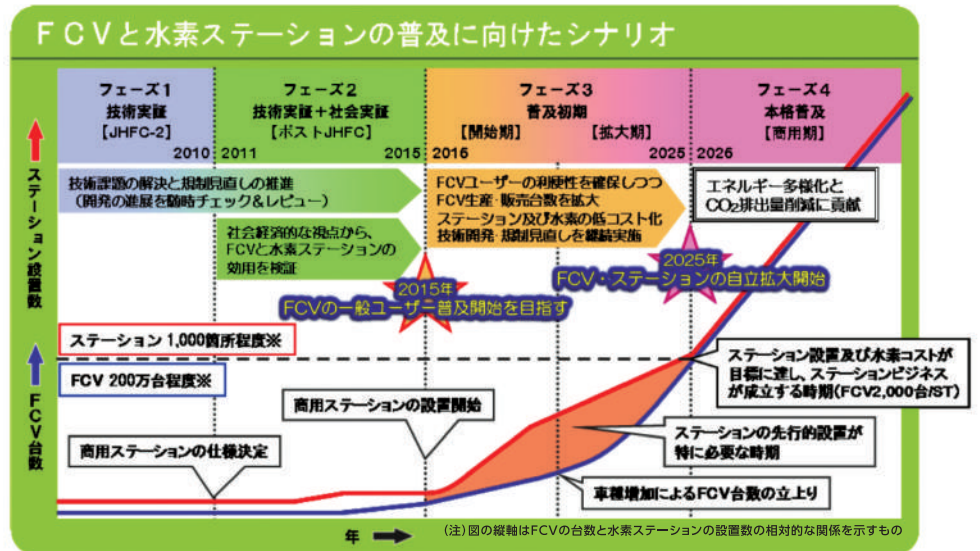 FCVと水素ステーションの普及に向けたシナリオ
フェーズ1
技術実証
【JHFC-2】
2010
フェーズ2
技術実証+社会実証
【ポストJHFC】
2011
2015
フェーズ3
普及初期
【開始期】
【拡大期】
2016
2025
フェーズ4
本格普及
【商用期】
2026
技術課題の解決と規制見直しの推進
(開発の進展を随時チェック&レビュー)
社会経済的な視点から、
FCVと水素ステーションの
効用を検証
FCVユーザーの利便性を確保しつつ
FCV生産・販売台数を拡大
ステーション及び水素の低コスト化
技術開発・規制見直しを継続実施
エネルギー多様化と
CO2排出量削減に貢献
2015年
FCVの一般ユーザー普及開始を目指す
2025年
FCV・ステーションの自立拡大開始
ステーション設置数
FCV台数
ステーション 1,000箇所程度※
FCV 200万台程度※
商用ステーションの仕様決定
商用ステーションの設置開始
ステーション設置及び水素コストが
目標に達し、ステーションビジネス
が成立する時期(FCV2,000台/ST)
ステーションの先行的設置が
特に必要な時期
車種増加によるFCV台数の立上り
年
(注)図の縦軸はFCVの台数と水素ステーションの設置数の相対的な関係を示すもの